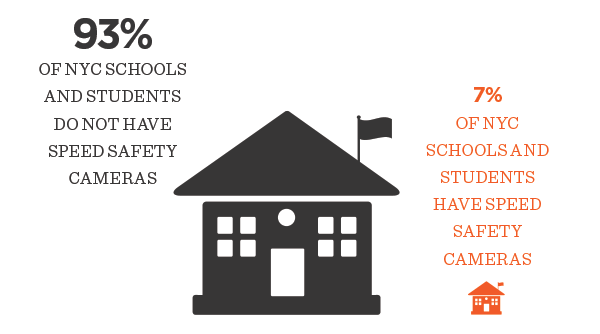 93%
OF NYC SCHOOLS
AND STUDENTS
DO NOT HAVE
SPEED SAFETY
CAMERAS
7%
OF NYC
SCHOOLS AND
STUDENTS
HAVE SPEED
SAFETY
CAMERAS